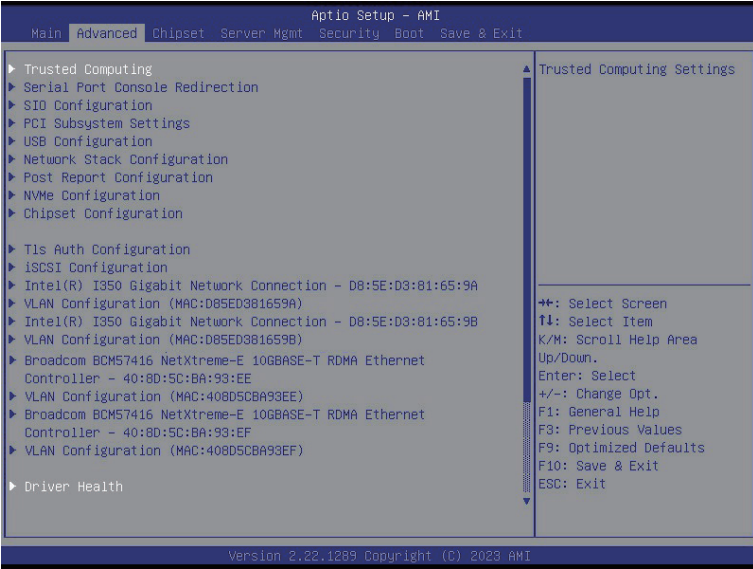 Aptio Setup – AMI
Main Advanced Chipset Server Mgmt Security Boot Save & Exit
Trusted Computing
Serial Port Console Redirection
SIO Configuration
PCI Subsystem Settings
USB Configuration
Network Stack Configuration
Post Report Configuration
NVMe Configuration
Chipset Configuration
Tls Auth Configuration
iSCSI Configuration
Intel(R) I350 Gigabit Network Connection – D8:5E:D3:81:65:9A
VLAN Configuration (MAC:D85ED381659A)
Intel(R) I350 Gigabit Network Connection – D8:5E:D3:81:65:9B
VLAN Configuration (MAC:D85ED381659B)
Broadcom BCM57416 NetXtreme–E 10GBASE–T RDMA Ethernet
Controller – 40:8D:5C:BA:93:EE
VLAN Configuration (MAC:408D5CBA93EE)
Broadcom BCM57416 NetXtreme–E 10GBASE–T RDMA Ethernet
Controller – 40:8D:5C:BA:93:EF
VLAN Configuration (MAC:408D5CBA93EF)
Driver Health
Trusted Computing Settings
→←: Select Screen
↑↓: Select Item
K/M: Scroll Help Area
Up/Down.
Enter: Select
+/–: Change Opt.
F1: General Help
F3: Previous Values
F9: Optimized Defaults
F10: Save & Exit
ESC: Exit
Version 2.22.1289 Copyright (C) 2023 AMI